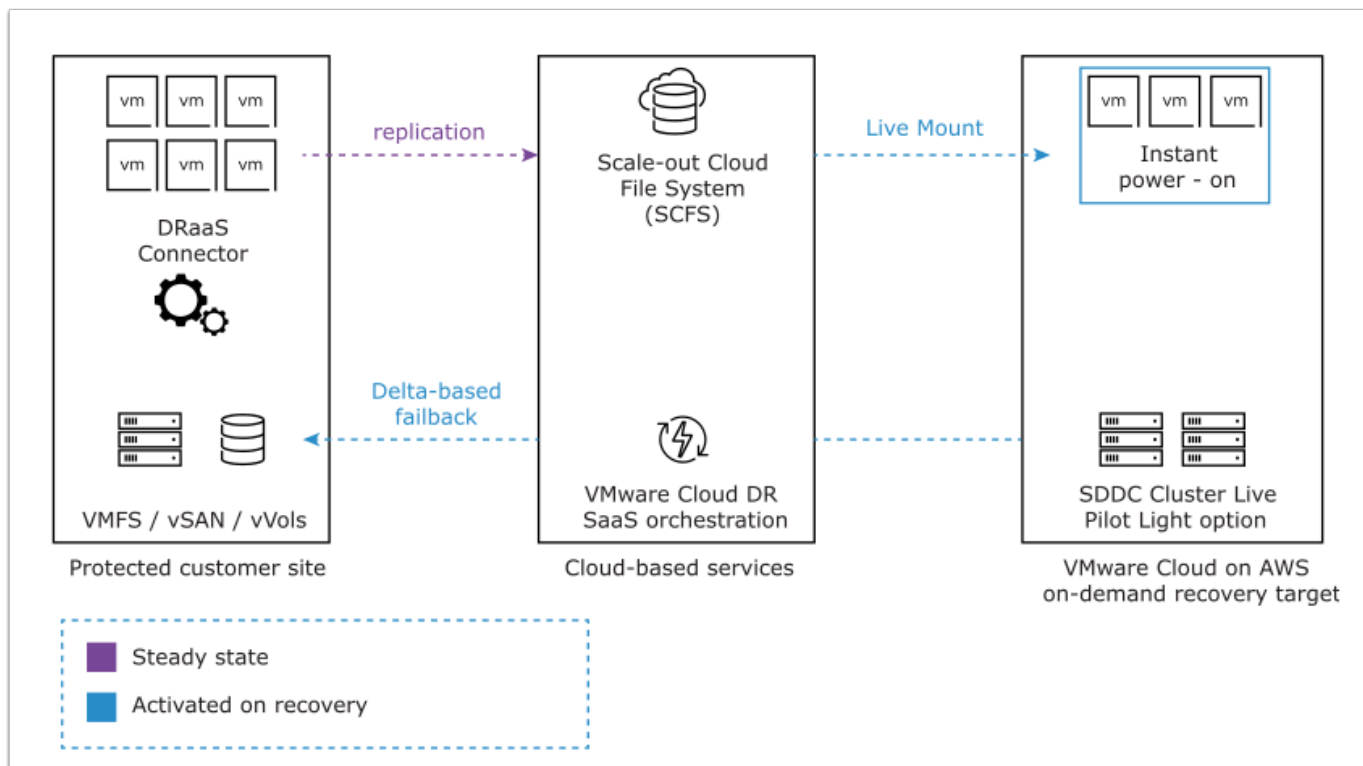 vm vm vm
vm vm vm
DRaaS
Connector
VMFS / vSAN / vVols
Protected customer site
replication
Delta-based
failback
Scale-out Cloud
File System
(SCFS)
VMware Cloud DR
SaaS orchestration
Cloud-based services
Live Mount
vm vm vm
Instant
power - on
SDDC Cluster Live
Pilot Light option
VMware Cloud on AWS
on-demand recovery target
Steady state
Activated on recovery